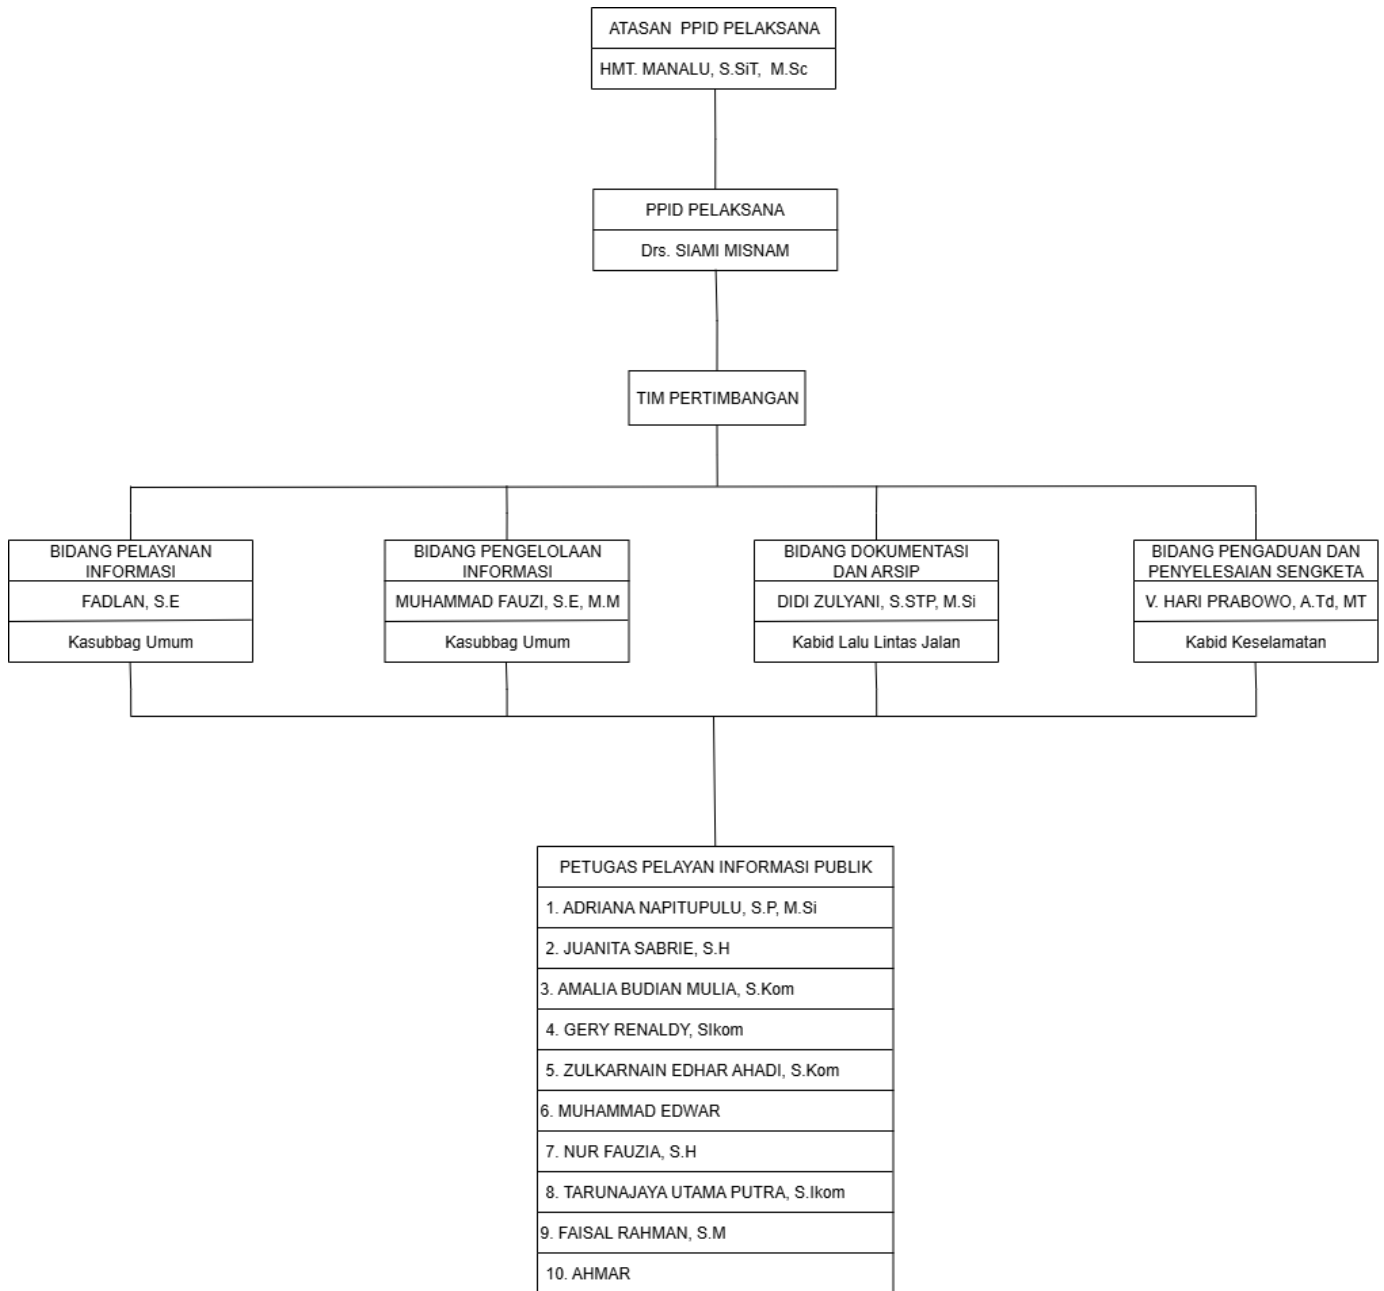 ATASAN  PPID PELAKSANA
HMT. MANALU, S.SiT,  M.Sc
PPID PELAKSANA
Drs. SIAMI MISNAM
TIM PERTIMBANGAN
BIDANG PELAYANAN
INFORMASI
FADLAN, S.E
Kasubbag Umum
BIDANG PENGELOLAAN
INFORMASI
MUHAMMAD FAUZI, S.E, M.M
Kasubbag Umum
BIDANG DOKUMENTASI
DAN ARSIP
DIDI ZULYANI, S.STP, M.Si
Kabid Lalu Lintas Jalan
BIDANG PENGADUAN DAN
PENYELESAIAN SENGKETA
V. HARI PRABOWO, A.Td, MT
Kabid Keselamatan
PETUGAS PELAYAN INFORMASI PUBLIK
1. ADRIANA NAPITUPULU, S.P, M.Si
2. JUANITA SABRIE, S.H
3. AMALIA BUDIAN MULIA, S.Kom
4. GERY RENALDY, SIkom
5. ZULKARNAIN EDHAR AHADI, S.Kom
6. MUHAMMAD EDWAR
7. NUR FAUZIA, S.H
8. TARUNAJAYA UTAMA PUTRA, S.Ikom
9. FAISAL RAHMAN, S.M
10. AHMAR